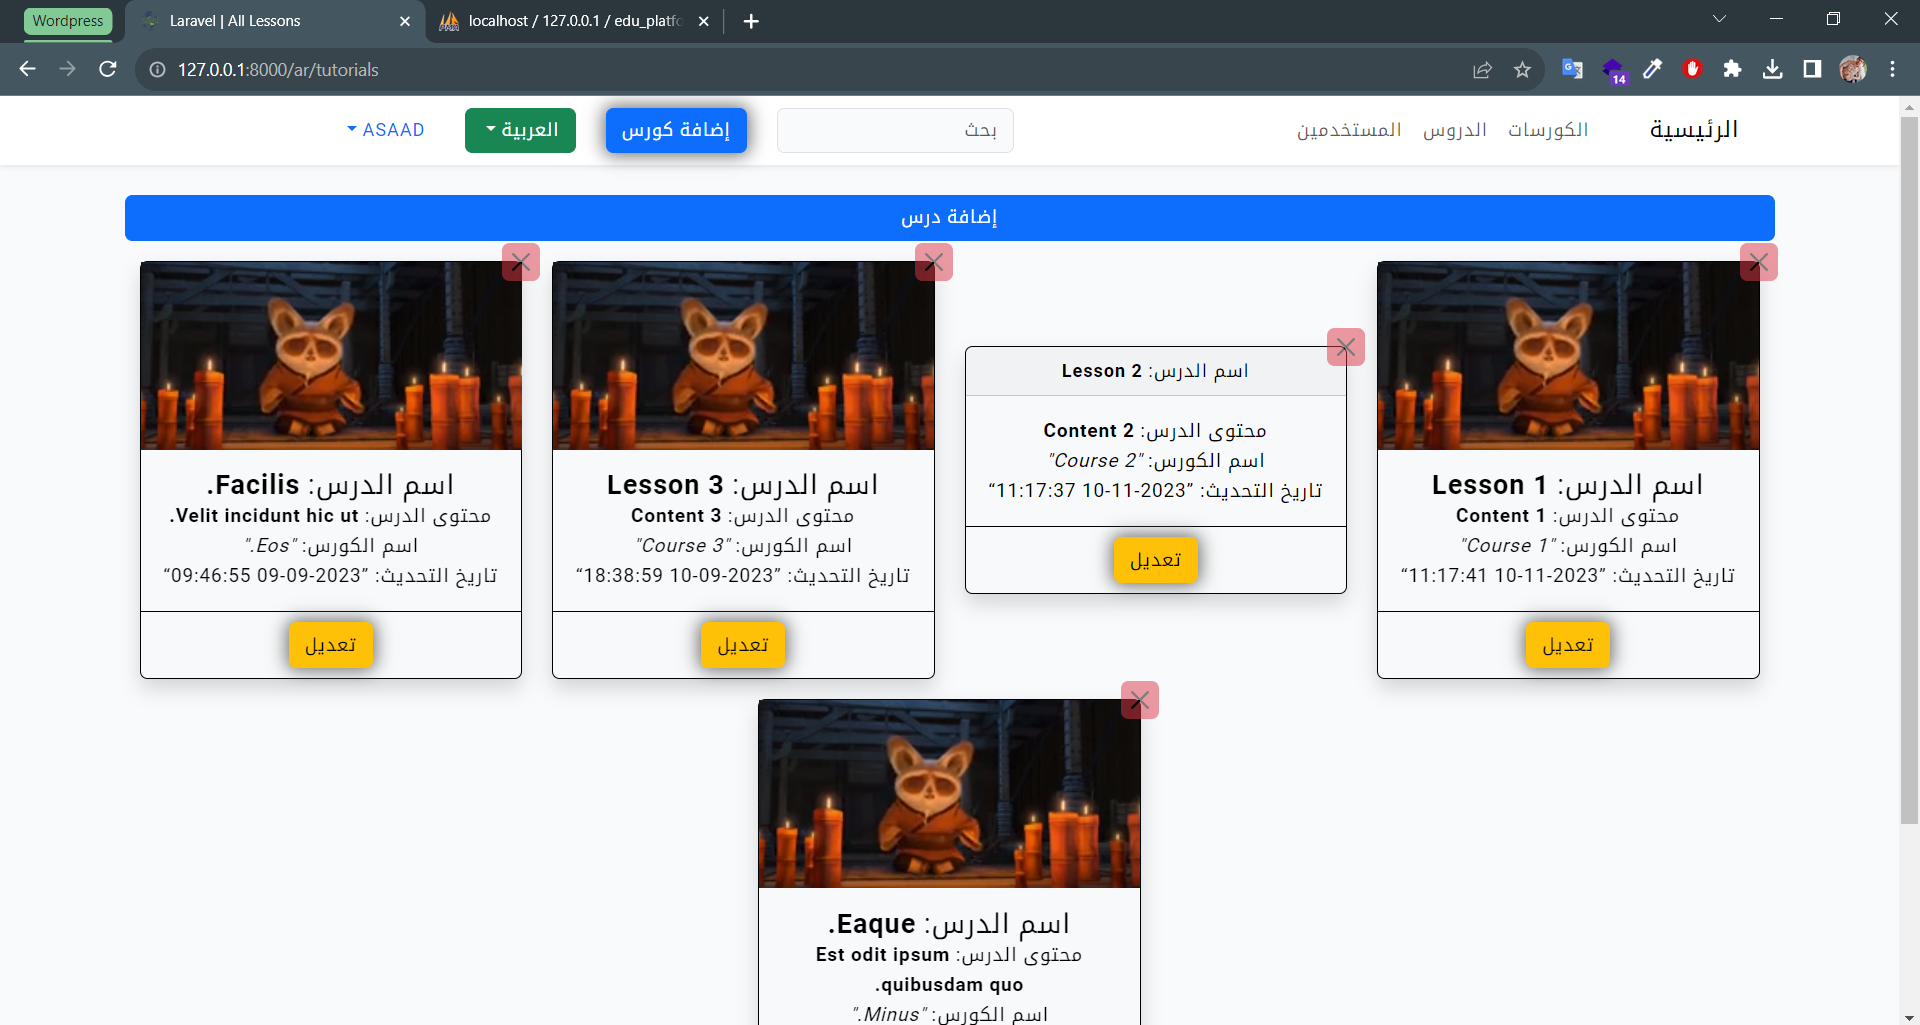 Wordpress
Laravel | All Lessons
localhost / 127.0.0.1 / edu_platfo
127.0.0.1:8000/ar/tutorials
14
الرئيسية
الكورسات
الدروس
المستخدمين
بحث
إضافة كورس
العربية
ASAAD
إضافة درس
اسم الدرس: Lesson 1
محتوى الدرس: Content 1
اسم الكورس: "Course 1"
تاريخ التحديث: "2023-11-10 11:17:41"
تعديل
اسم الدرس: Lesson 2
محتوى الدرس: Content 2
اسم الكورس: "Course 2"
تاريخ التحديث: "2023-11-10 11:17:37"
تعديل
اسم الدرس: Lesson 3
محتوى الدرس: Content 3
اسم الكورس: "Course 3"
تاريخ التحديث: "2023-09-10 18:38:59"
تعديل
اسم الدرس: Facilis.
محتوى الدرس: Velit incidunt hic ut.
اسم الكورس: "Eos."
تاريخ التحديث: "2023-09-09 09:46:55"
تعديل
اسم الدرس: Eaque.
محتوى الدرس: Est odit ipsum
quibusdam quo.
اسم الكورس: "Minus."